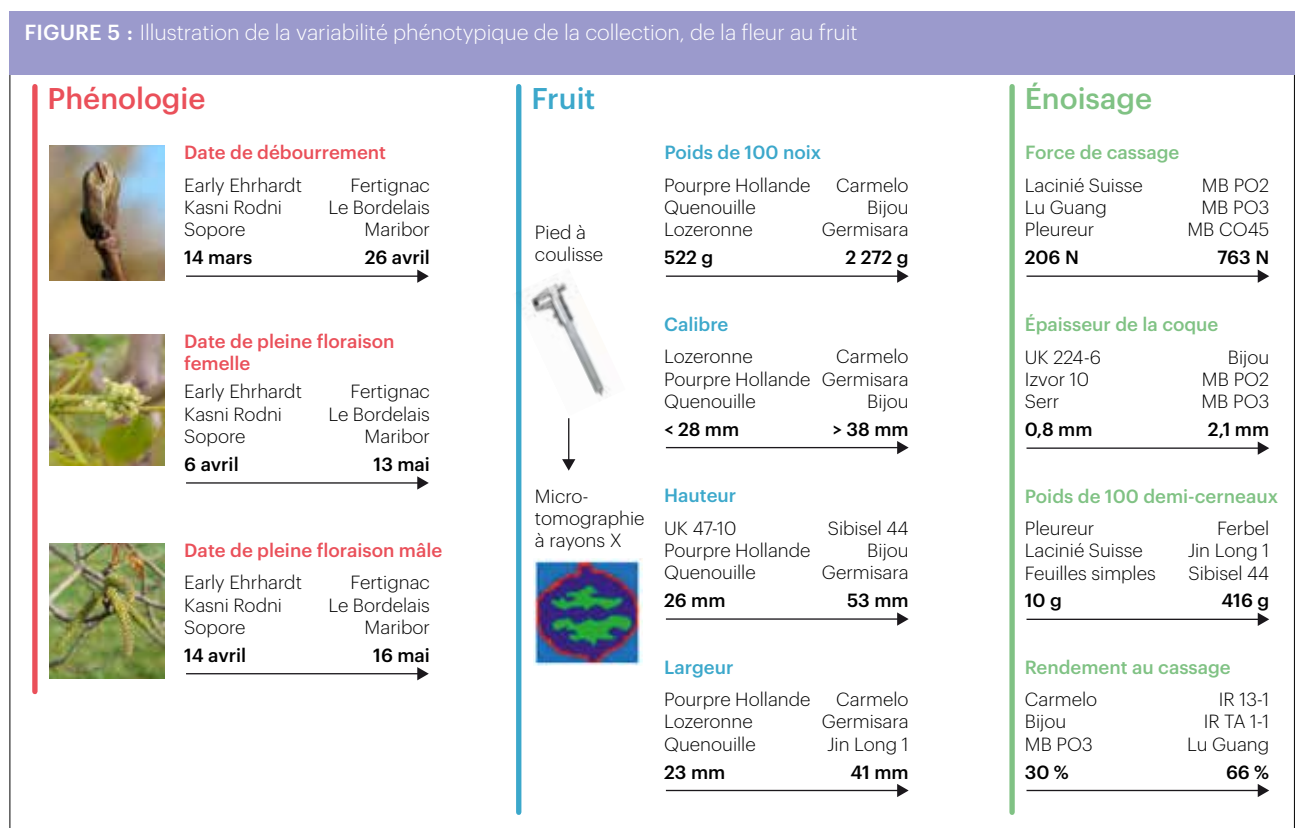 FIGURE 5 : Illustration de la variabilité phénotypique de la collection, de la fleur au fruit
Phénologie
Date de débourrement
Early Ehrhardt Fertignac
Kasni Rodni Le Bordelais
Sopore Maribor
14 mars 26 avril
Date de pleine floraison
femelle
Early Ehrhardt Fertignac
Kasni Rodni Le Bordelais
Sopore Maribor
6 avril 13 mai
Date de pleine floraison mâle
Early Ehrhardt Fertignac
Kasni Rodni Le Bordelais
Sopore Maribor
14 avril 16 mai
Fruit
Pied à
coulisse
Micro-
tomographie
à rayons X
Poids de 100 noix
Pourpre Hollande Carmelo
Quenouille Bijou
Lozeronne Germisara
522 g 2 272 g
Calibre
Lozeronne Carmelo
Pourpre Hollande Germisara
Quenouille Bijou
< 28 mm > 38 mm
Hauteur
UK 47-10 Sibisel 44
Pourpre Hollande Bijou
Quenouille Germisara
26 mm 53 mm
Largeur
Pourpre Hollande Carmelo
Lozeronne Germisara
Quenouille Jin Long 1
23 mm 41 mm
Énoisage
Force de cassage
Lacinié Suisse MB PO2
Lu Guang MB PO3
Pleureur MB CO45
206 N 763 N
Épaisseur de la coque
UK 224-6 Bijou
Izvor 10 MB PO2
Serr MB PO3
0,8 mm 2,1 mm
Poids de 100 demi-cerneaux
Pleureur Ferbel
Lacinié Suisse Jin Long 1
Feuilles simples Sibisel 44
10 g 416 g
Rendement au cassage
Carmelo IR 13-1
Bijou IR TA 1-1
MB PO3 Lu Guang
30 % 66 %